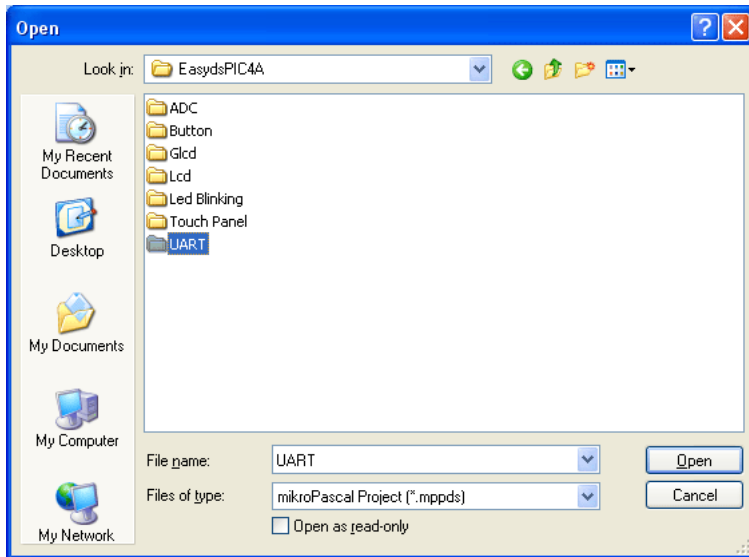 Open
Look in:
EasydsPIC4A
My Recent
Documents
Desktop
My Documents
My Computer
My Network
ADC
Button
Glcd
Lcd
Led Blinking
Touch Panel
UART
File name:
UART
Open
Files of type:
mikroPascal Project (*.mppds)
Cancel
Open as read-only